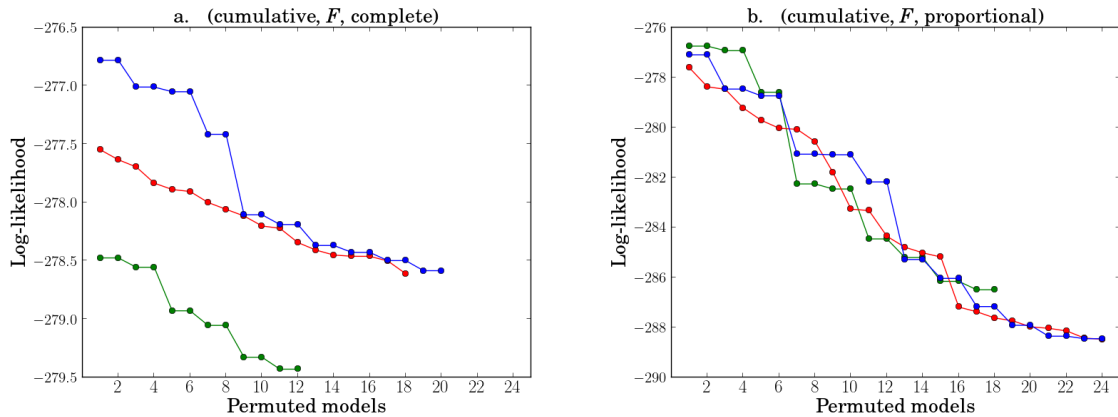 a. (cumulative, F, complete)
Log-likelihood
−276.5
−277.0
−277.5
−278.0
−278.5
−279.0
−279.5
2 4 6 8 10 12 14 16 18 20 22 24
Permuted models
b. (cumulative, F, proportional)
Log-likelihood
−276
−278
−280
−282
−284
−286
−288
−290
2 4 6 8 10 12 14 16 18 20 22 24
Permuted models